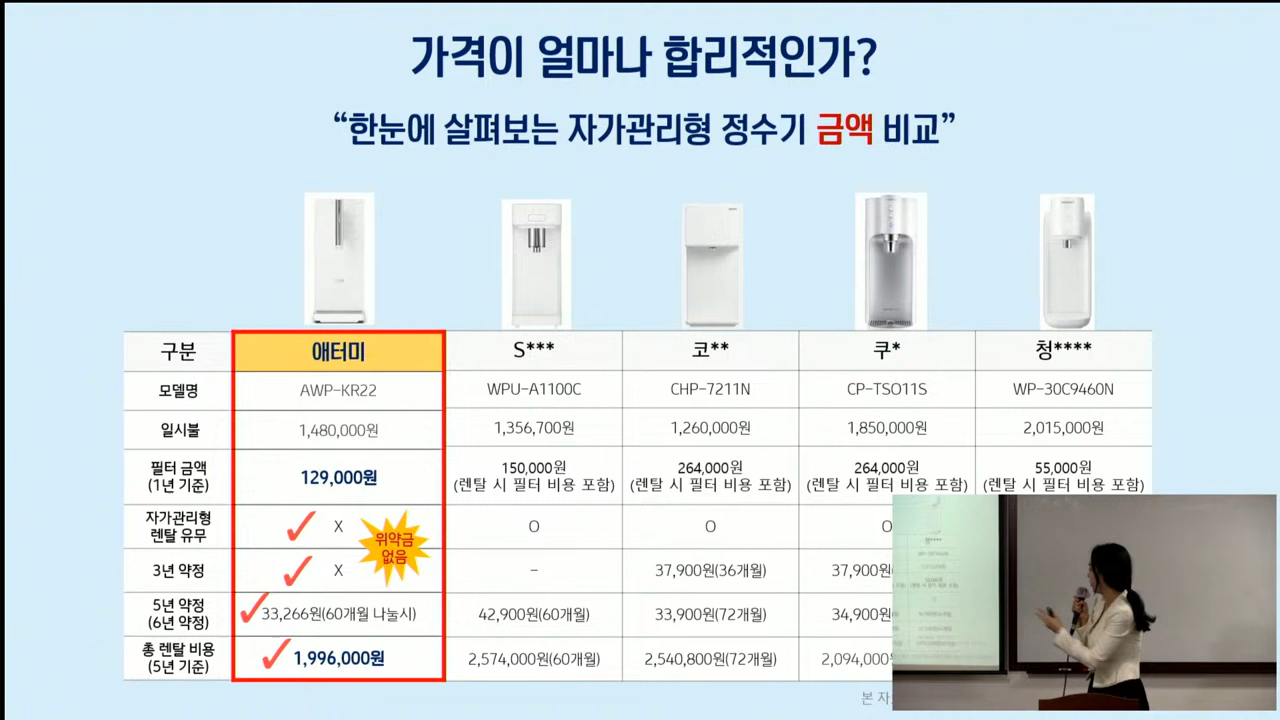 가격이 얼마나 합리적인가?
“한눈에 살펴보는 자가관리형 정수기 금액 비교”
구분 애터미 S*** 코** 쿠* 청****
모델명 AWP-KR22 WPU-A1100C CHP-7211N CP-TSO11S WP-30C9460N
일시불 1,480,000원 1,356,700원 1,260,000원 1,850,000원 2,015,000원
필터 금액 150,000원 264,000원 264,000원 55,000원
(1년 기준) 129,000원 (렌탈 시 필터 비용 포함) (렌탈 시 필터 비용 포함) (렌탈 시 필터 비용 포함) (렌탈 시 필터 비용 포함)
자가관리형
렌탈 유무 X O O O
위약금
없음
3년 약정 X - 37,900원(36개월) 37,900원
5년 약정
(6년 약정) 33,266원(60개월 나눌시) 42,900원(60개월) 33,900원(72개월) 34,900원
총 렌탈 비용
(5년 기준) 1,996,000원 2,574,000원(60개월) 2,540,800원(72개월) 2,094,000
본